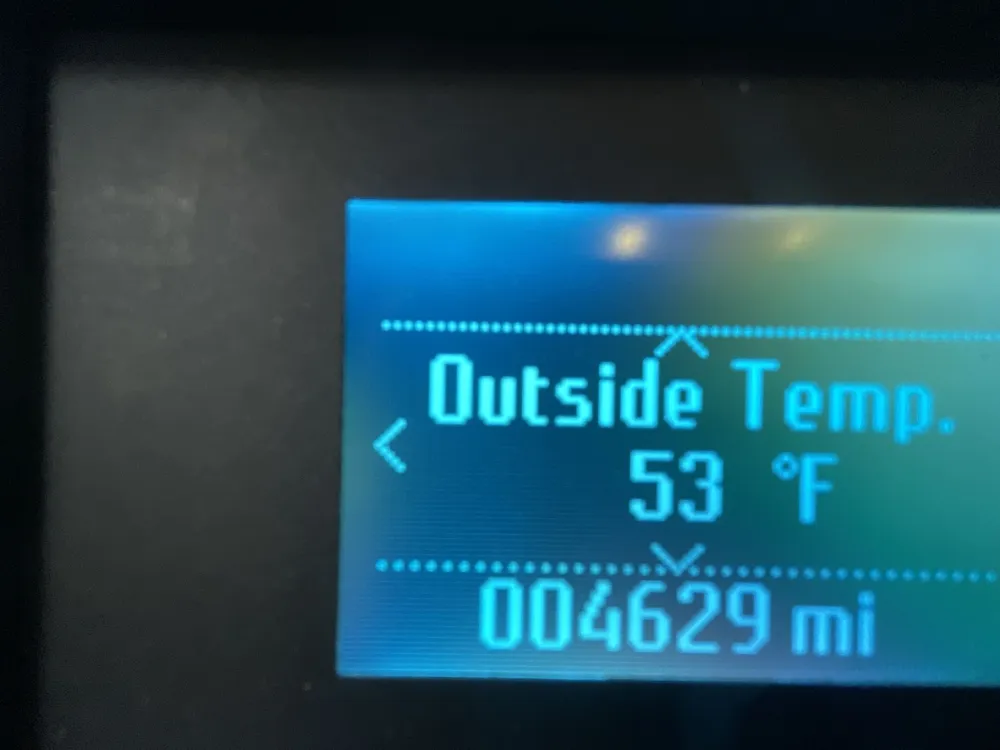 Outside Temp.
53 °F
004629 mi